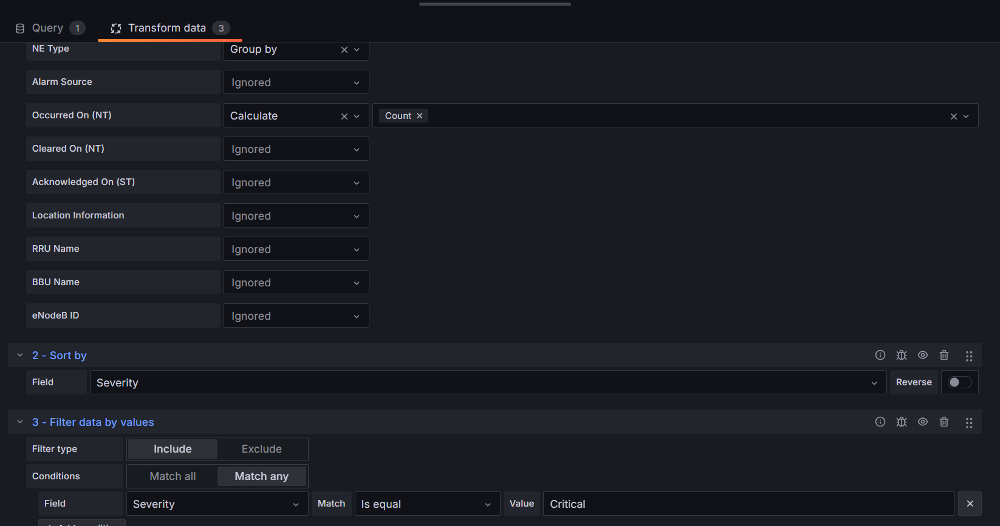 Query 1 Transform data 3
NE Type Group by
Alarm Source Ignored
Occurred On (NT) Calculate Count
Cleared On (NT) Ignored
Acknowledged On (ST) Ignored
Location Information Ignored
RRU Name Ignored
BBU Name Ignored
eNodeB ID Ignored
2 - Sort by
Field Severity Reverse
3 - Filter data by values
Filter type Include Exclude
Conditions Match all Match any
Field Severity Match Is equal Value Critical